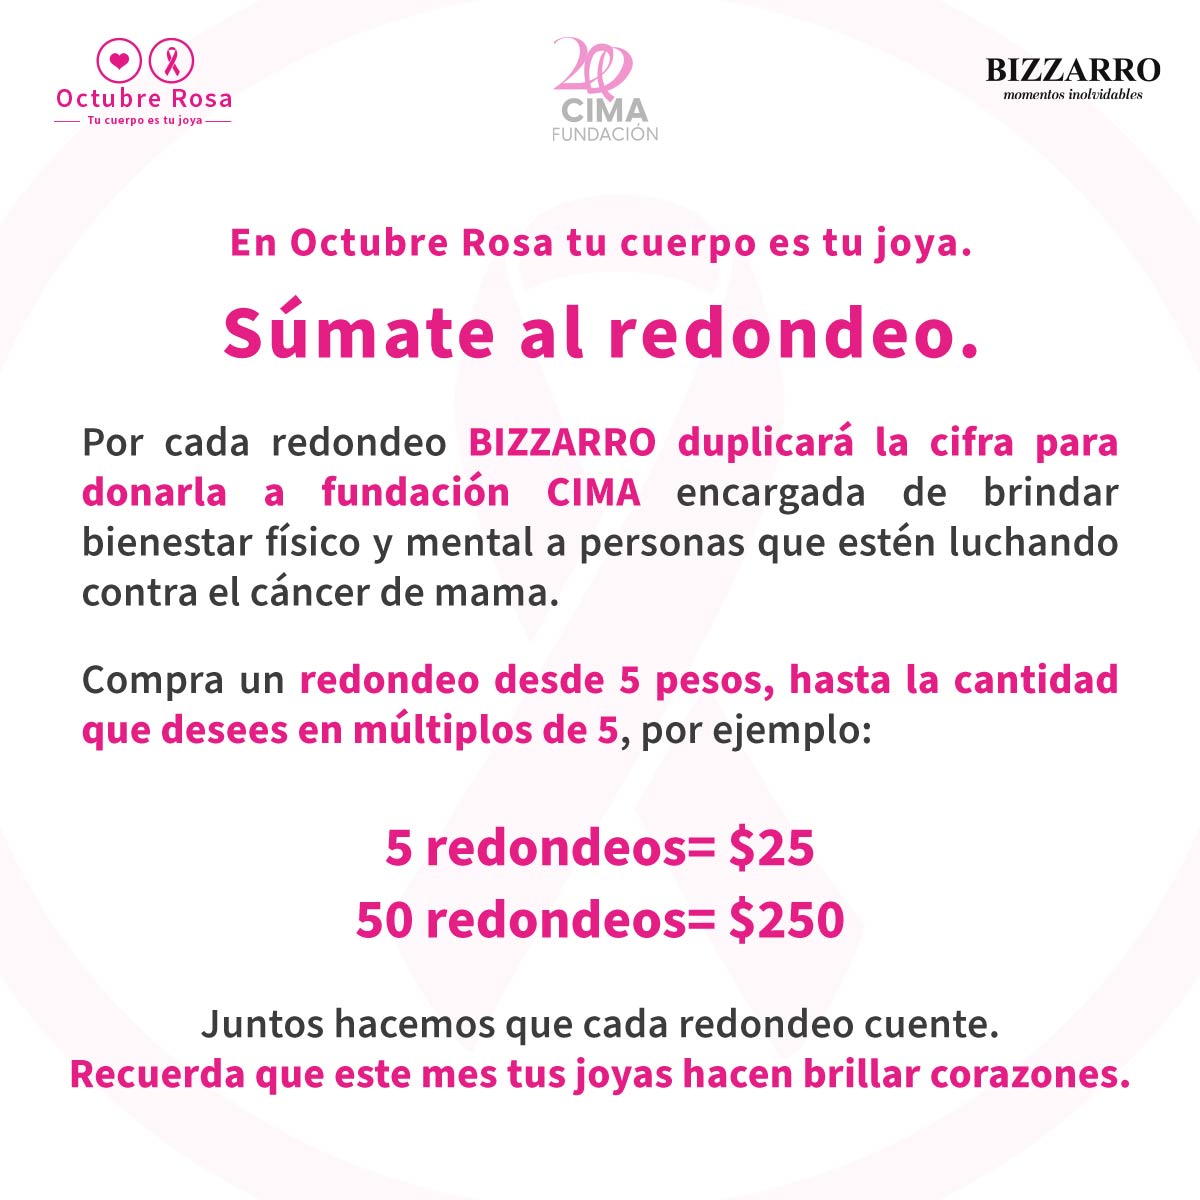 Octubre Rosa
Tu cuerpo es tu joya
20
CIMA
FUNDACIÓN
BIZZARRO
momentos inolvidables
En Octubre Rosa tu cuerpo es tu joya.
Súmate al redondeo.
Por cada redondeo BIZZARRO duplicará la cifra para
donarla a fundación CIMA encargada de brindar
bienestar físico y mental a personas que estén luchando
contra el cáncer de mama.
Compra un redondeo desde 5 pesos, hasta la cantidad
que desees en múltiplos de 5, por ejemplo:
5 redondeos= $25
50 redondeos= $250
Juntos hacemos que cada redondeo cuente.
Recuerda que este mes tus joyas hacen brillar corazones.